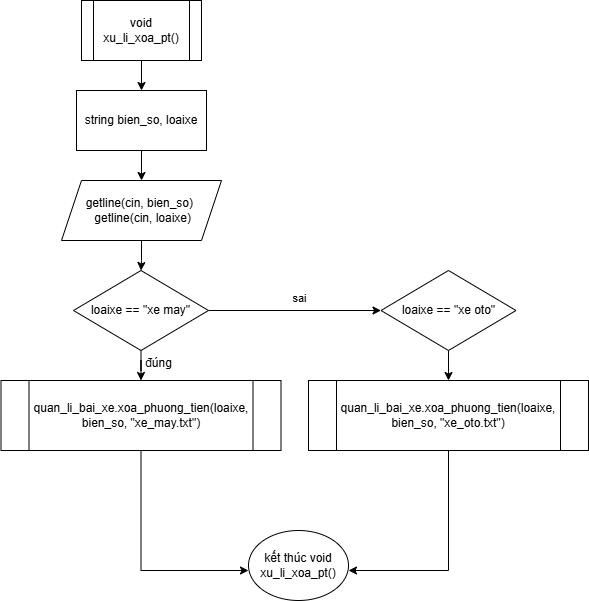 void
xu_li_xoa_pt()
string bien_so, loaixe
getline(cin, bien_so)
getline(cin, loaixe)
loaixe == "xe may"
sai
loaixe == "xe oto"
đúng
quan_li_bai_xe.xoa_phuong_tien(loaixe,
bien_so, "xe_may.txt")
quan_li_bai_xe.xoa_phuong_tien(loaixe,
bien_so, "xe_oto.txt")
kết thúc void
xu_li_xoa_pt()